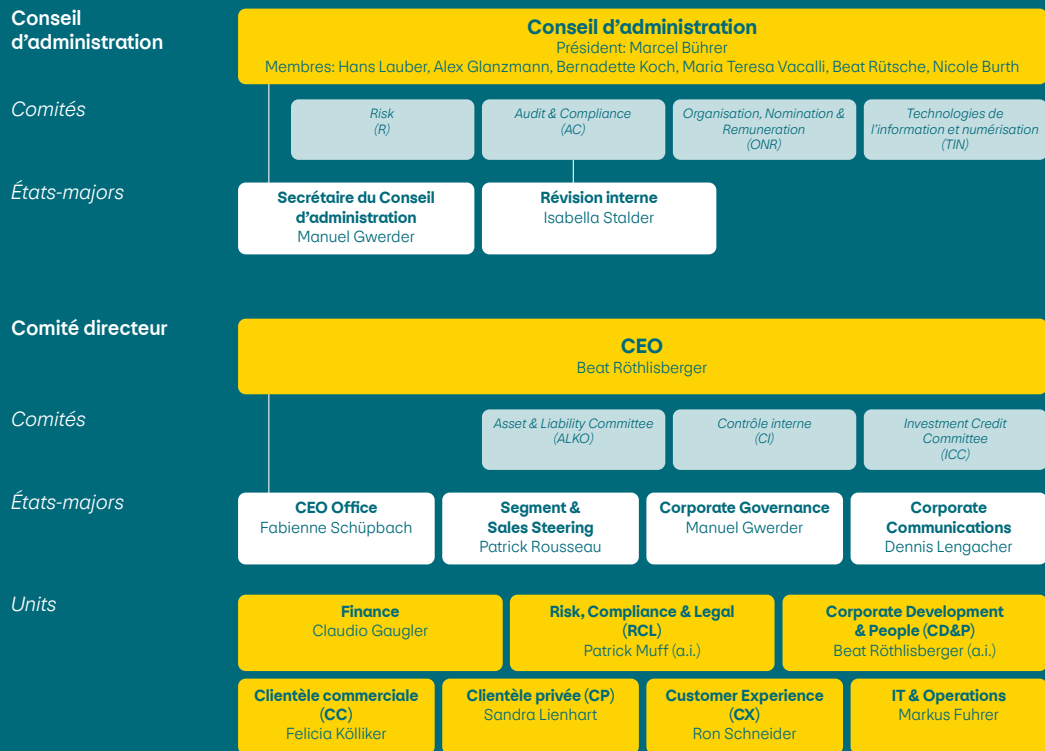 Conseil
d'administration
Conseil d'administration
Président: Marcel Bührer
Membres: Hans Lauber, Alex Glanzmann, Bernadette Koch, Maria Teresa Vacalli, Beat Rütsche, Nicole Burth
Comités
Risk
(R)
Audit & Compliance
(AC)
Organisation, Nomination &
Remuneration
(ONR)
Technologies de
l'information et numérisation
(TIN)
États-majors
Secrétaire du Conseil
d'administration
Manuel Gwerder
Révision interne
Isabella Stalder
Comité directeur
CEO
Beat Röthlisberger
Comités
Asset & Liability Committee
(ALKO)
Contrôle interne
(CI)
Investment Credit
Committee
(ICC)
États-majors
CEO Office
Fabienne Schüpbach
Segment &
Sales Steering
Patrick Rousseau
Corporate Governance
Manuel Gwerder
Corporate
Communications
Dennis Lengacher
Units
Finance
Claudio Gaugler
Risk, Compliance & Legal
(RCL)
Patrick Muff (a.i.)
Corporate Development
& People (CD&P)
Beat Röthlisberger (a.i.)
Clientèle commerciale
(CC)
Felicia Kölliker
Clientèle privée (CP)
Sandra Lienhart
Customer Experience
(CX)
Ron Schneider
IT & Operations
Markus Fuhrer